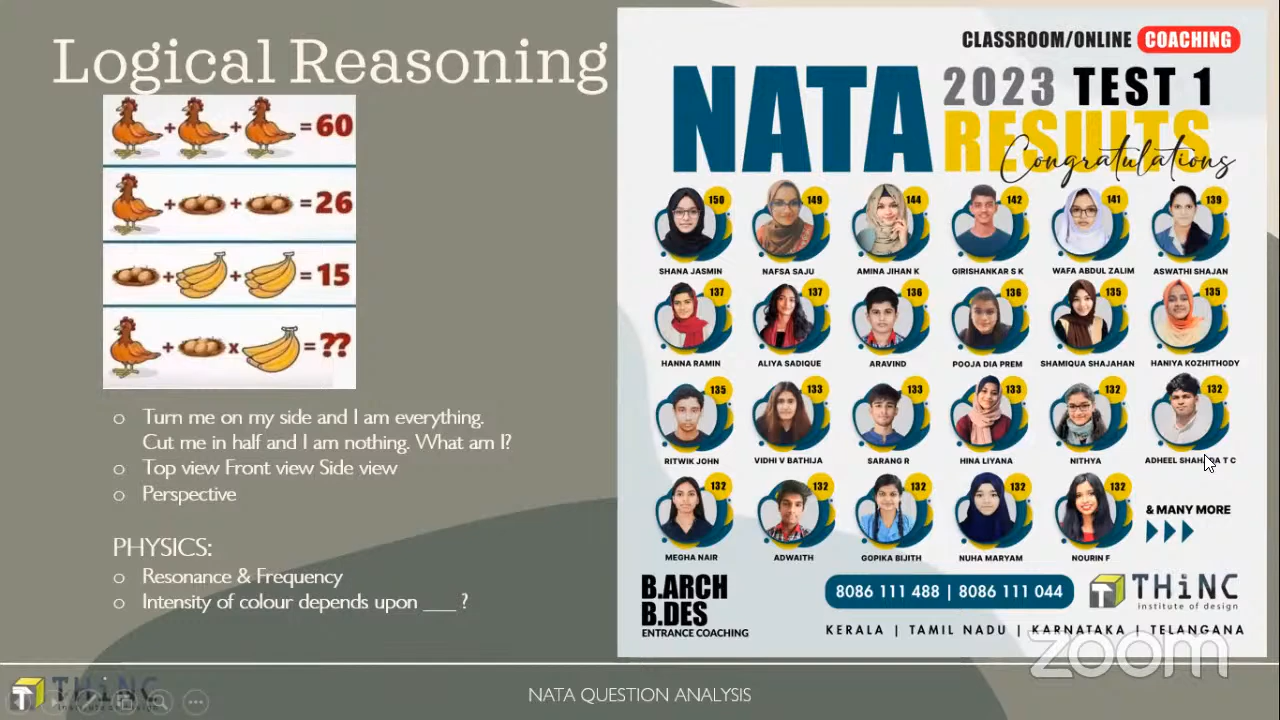 Logical Reasoning
+ + = 60
+ + = 26
+ + = 15
+ x = ??
o Turn me on my side and I am everything.
Cut me in half and I am nothing. What am I?
o Top view Front view Side view
o Perspective
PHYSICS:
o Resonance & Frequency
o Intensity of colour depends upon ___ ?
CLASSROOM/ONLINE COACHING
NATA 2023 TEST 1
RESULTS
Congratulations
150 149 144 142 141 139
SHANA JASMIN NAFSA SAJU AMINA JIHAN K GIRISHANKAR S K WAFA ABDUL ZALIM ASWATHI SHAJAN
137 137 136 136 135 135
HANNA RAMIN ALIYA SADIQUE ARAVIND POOJA DIA PREM SHAMIQUA SHAJAHAN HANIYA KOZHITHODY
135 133 133 133 132 132
RITWIK JOHN VIDHI V BATHIJA SARANG R HINA LIYANA NITHYA ADHEEL T C
132 132 132 132 132
MEGHA NAIR ADWAITH GOPIKA BIJITH NUHA MARYAM NOURIN F
& MANY MORE
B.ARCH
B.DES
ENTRANCE COACHING
8086 111 488 | 8086 111 044
THiNC
institute of design
KERALA | TAMIL NADU | KARNATAKA | TELANGANA
zoom
THiNC
institute of Design
NATA QUESTION ANALYSIS